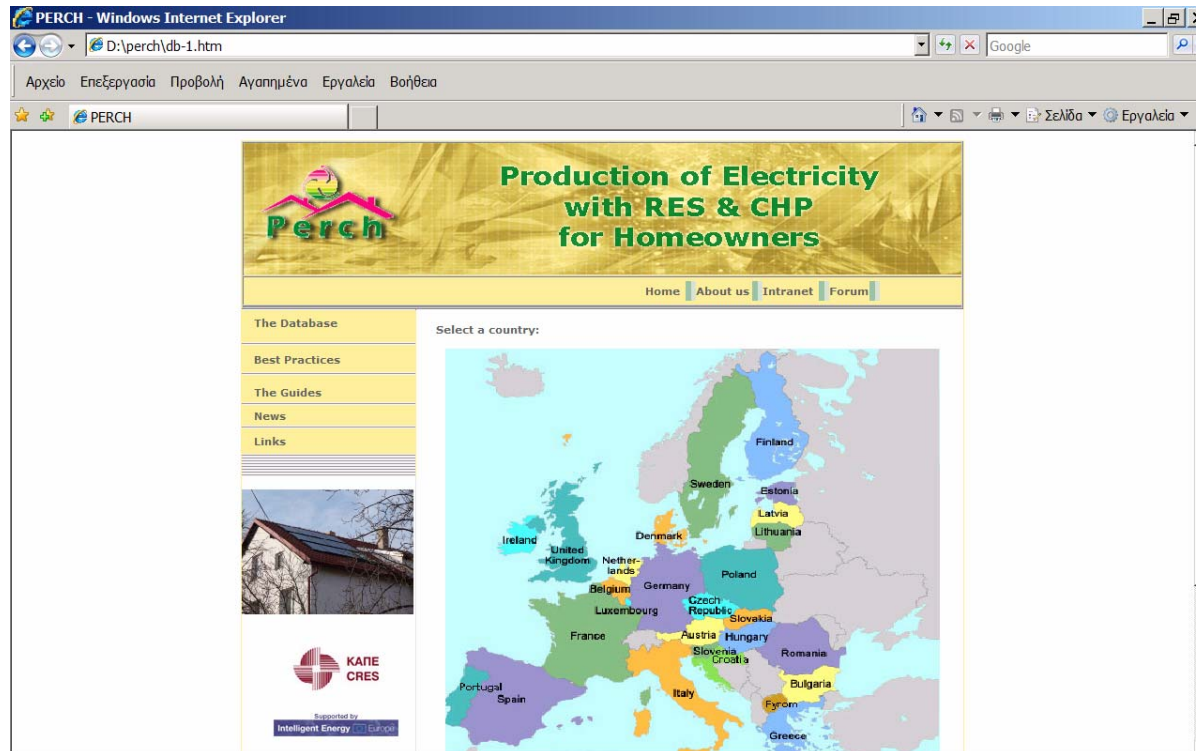 PERCH - Windows Internet Explorer
D:\perch\db-1.htm
Google
Αρχείο Επεξεργασία Προβολή Αγαπημένα Εργαλεία Βοήθεια
PERCH
Σελίδα Εργαλεία
Perch
Production of Electricity
with RES & CHP
for Homeowners
Home About us Intranet Forum
The Database
Best Practices
The Guides
News
Links
ΚΑΠΕ
CRES
Supported by
Intelligent Energy Europe
Select a country:
Finland
Sweden
Estonia
Latvia
Lithuania
Denmark
Ireland
United
Kingdom
Nether-
lands
Poland
Belgium
Germany
Luxembourg
Czech
Republic
Slovakia
France
Austria
Hungary
Slovenia
Croatia
Romania
Portugal
Spain
Italy
Bulgaria
Fyrom
Greece